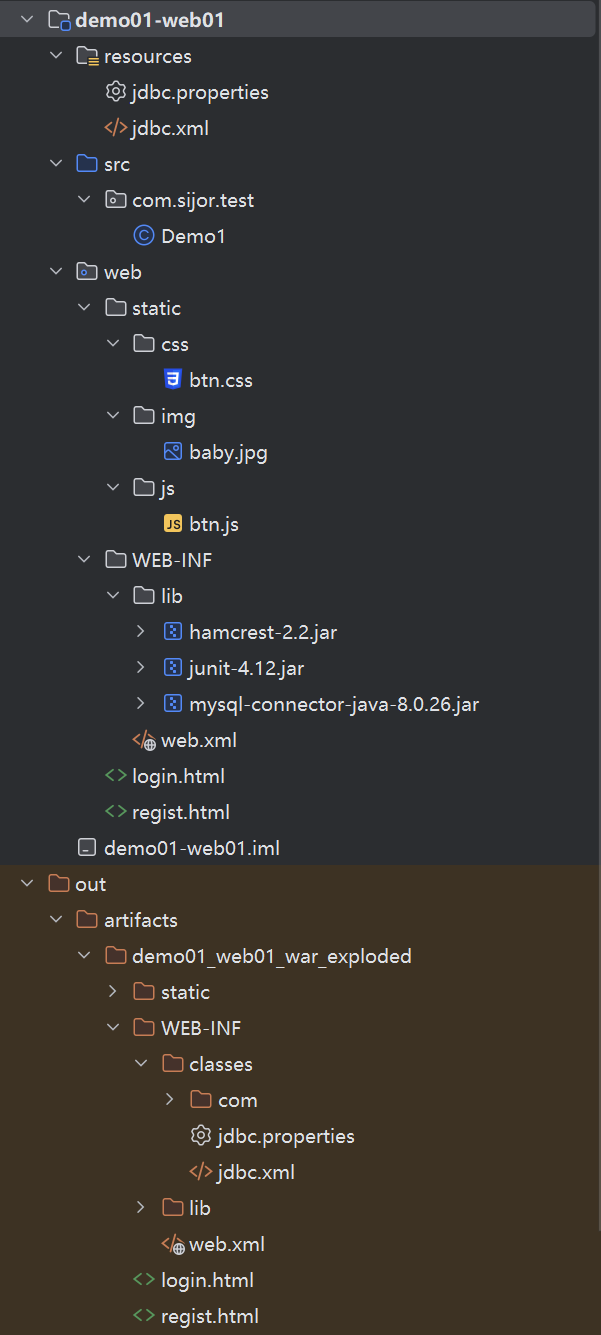 demo01-web01
resources
jdbc.properties
jdbc.xml
src
com.sijor.test
Demo1
web
static
css
btn.css
img
baby.jpg
js
btn.js
WEB-INF
lib
hamcrest-2.2.jar
junit-4.12.jar
mysql-connector-java-8.0.26.jar
web.xml
login.html
regist.html
demo01-web01.iml
out
artifacts
demo01_web01_war_exploded
static
WEB-INF
classes
com
jdbc.properties
jdbc.xml
lib
web.xml
login.html
regist.html